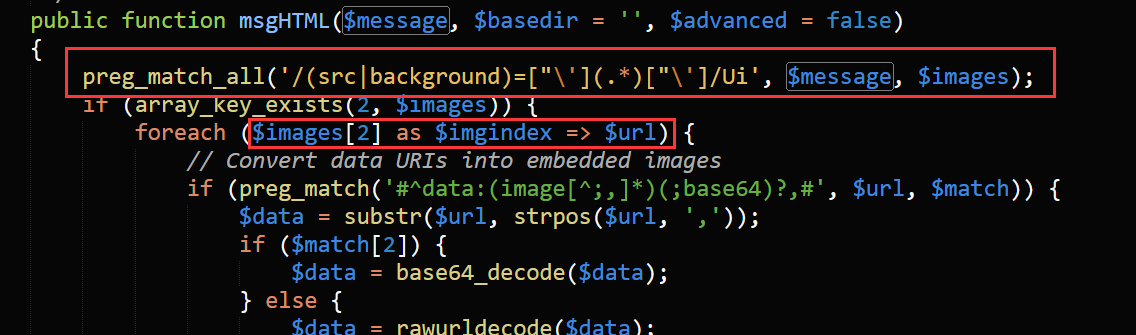 public function msgHTML($message, $basedir = '', $advanced = false)
{
preg_match_all('/(src|background)=["\'](.*)["\']/Ui', $message, $images);
if (array_key_exists(2, $images)) {
foreach ($images[2] as $imgindex => $url) {
// Convert data URIs into embedded images
if (preg_match('#^data:(image[^;,]*)(;base64)?,#', $url, $match)) {
$data = substr($url, strpos($url, ','));
if ($match[2]) {
$data = base64_decode($data);
} else {
$data = rawurldecode($data);